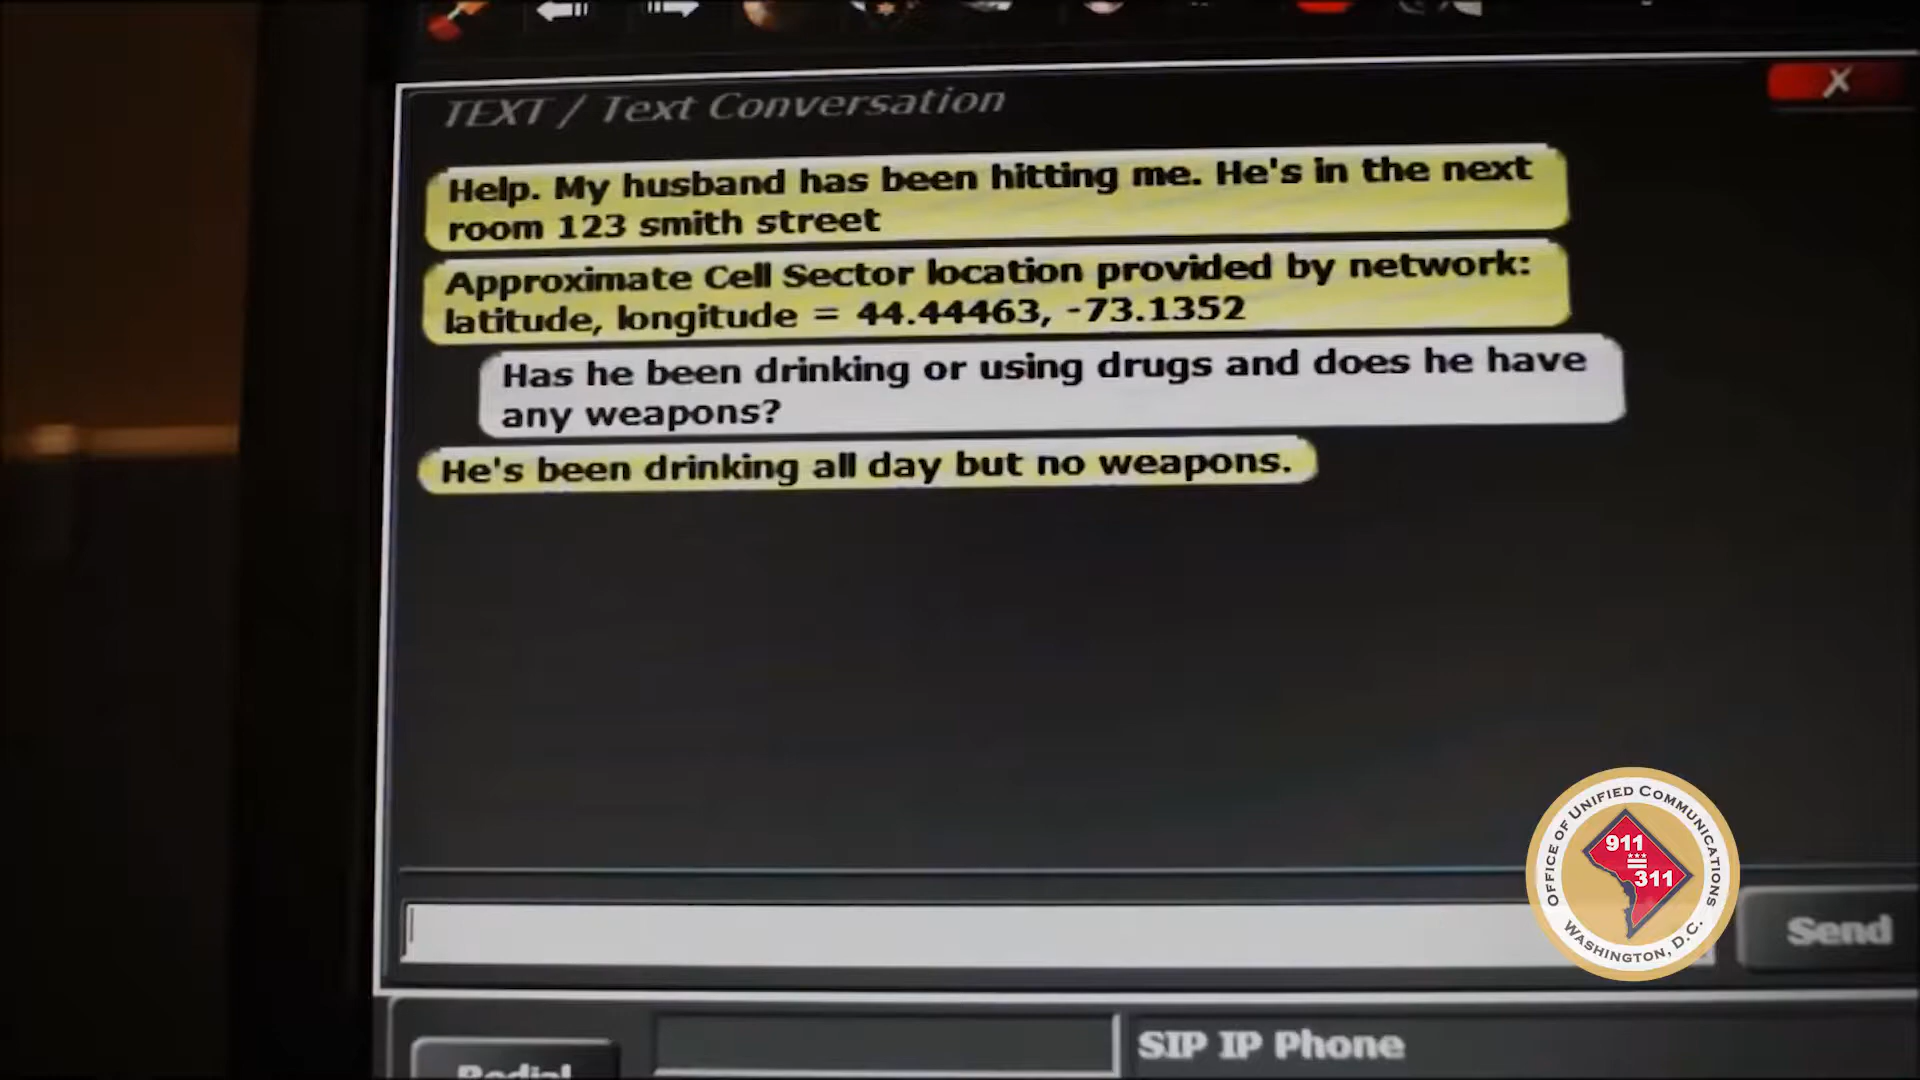 TEXT / Text Conversation
X
Help. My husband has been hitting me. He's in the next
room 123 smith street
Approximate Cell Sector location provided by network:
latitude, longitude = 44.44463, -73.1352
Has he been drinking or using drugs and does he have
any weapons?
He's been drinking all day but no weapons.
OFFICE OF UNIFIED COMMUNICATIONS
911
311
WASHINGTON, D.C.
Send
SIP IP Phone
Redial